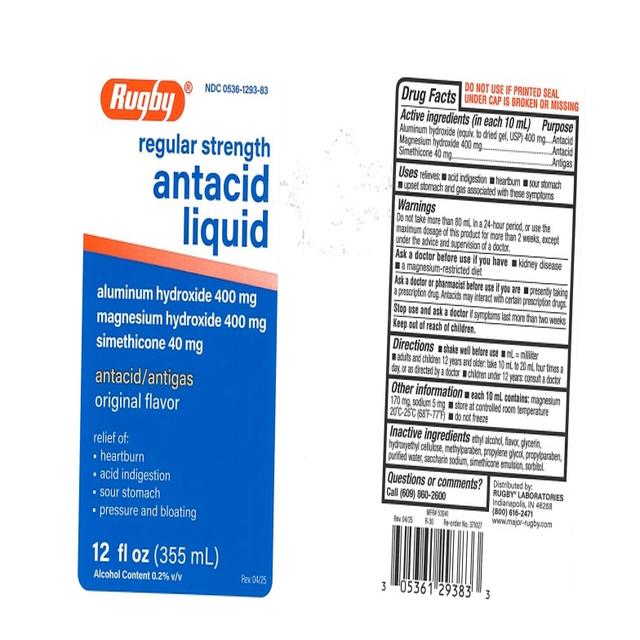 Rugby®
NDC 0536-1293-83
regular strength
antacid
liquid
aluminum hydroxide 400 mg
magnesium hydroxide 400 mg
simethicone 40 mg
antacid/antigas
original flavor
relief of:
• heartburn
• acid indigestion
• sour stomach
• pressure and bloating
12 fl oz (355 mL)
Alcohol Content 0.2% v/v
Rev. 04/25
Drug Facts
DO NOT USE IF PRINTED SEAL
UNDER CAP IS BROKEN OR MISSING
Active ingredients (in each 10 mL) Purpose
Aluminum hydroxide (equiv. to dried gel, USP) 400 mg...Antacid
Magnesium hydroxide 400 mg...Antacid
Simethicone 40 mg...Antigas
Uses relieves: ■ acid indigestion ■ heartburn ■ sour stomach
■ upset stomach and gas associated with these symptoms
Warnings
Do not take more than 80 mL in a 24-hour period, or use the
maximum dosage of this product for more than 2 weeks, except
under the advice and supervision of a doctor.
Ask a doctor before use if you have ■ kidney disease
■ a magnesium-restricted diet
Ask a doctor or pharmacist before use if you are ■ presently taking
a prescription drug. Antacids may interact with certain prescription drugs.
Stop use and ask a doctor if symptoms last more than two weeks
Keep out of reach of children.
Directions ■ shake well before use ■ mL = milliliter
■ adults and children 12 years and older: take 10 mL to 20 mL four times a
day, or as directed by a doctor ■ children under 12 years: consult a doctor
Other information ■ each 10 mL contains: magnesium
170 mg, sodium 5 mg ■ store at controlled room temperature
20°C-25°C (68°F-77°F) ■ do not freeze
Inactive ingredients ethyl alcohol, flavor, glycerin,
hydroxyethyl cellulose, methylparaben, propylene glycol, propylparaben,
purified water, saccharin sodium, simethicone emulsion, sorbitol.
Questions or comments?
Call (609) 860-2600
Distributed by:
RUGBY® LABORATORIES
Indianapolis, IN 46268
(800) 616-2471
www.major-rugby.com
Rev. 04/25 R-30 Re-order No. 371027
3 05361 29383 3